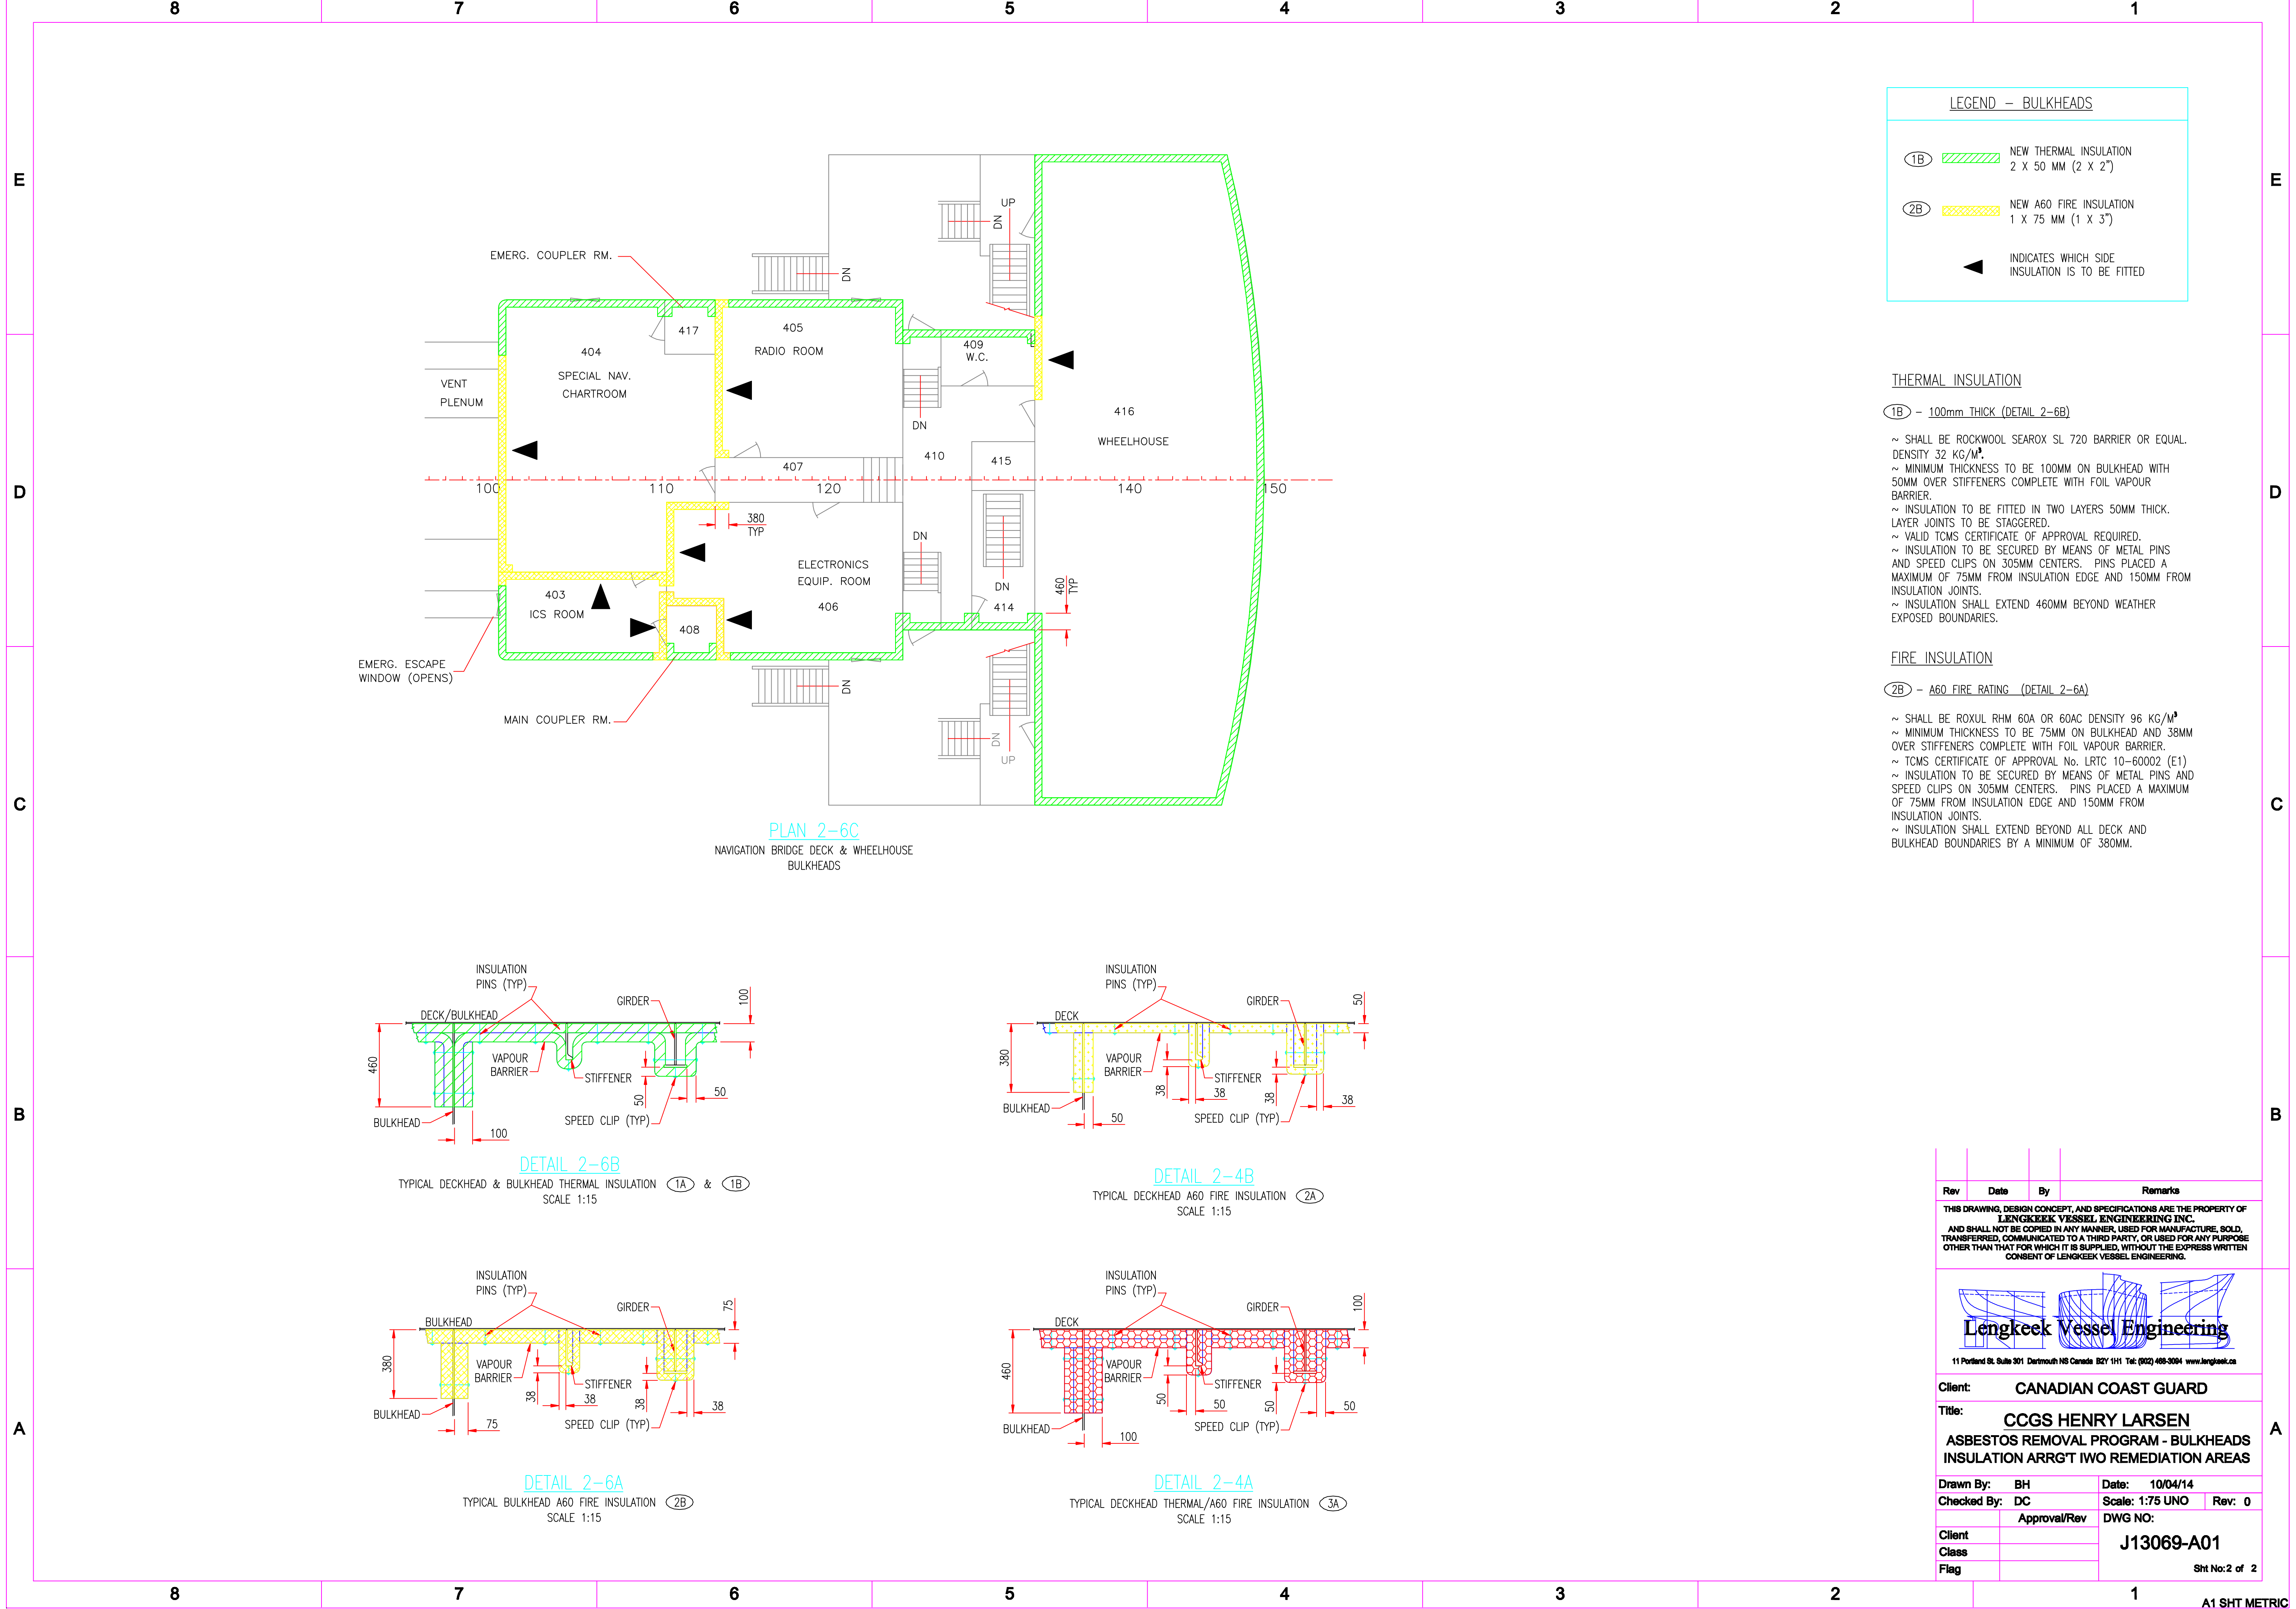 8 7 6 5 4 3 2 1
E
D
C
B
A
E
D
C
B
A
LEGEND - BULKHEADS
1B
NEW THERMAL INSULATION
2 X 50 MM (2 X 2")
2B
NEW A60 FIRE INSULATION
1 X 75 MM (1 X 3")
INDICATES WHICH SIDE
INSULATION IS TO BE FITTED
THERMAL INSULATION
1B - 100mm THICK (DETAIL 2-6B)
~ SHALL BE ROCKWOOL SEAROX SL 720 BARRIER OR EQUAL.
DENSITY 32 KG/M³.
~ MINIMUM THICKNESS TO BE 100MM ON BULKHEAD WITH
50MM OVER STIFFENERS COMPLETE WITH FOIL VAPOUR
BARRIER.
~ INSULATION TO BE FITTED IN TWO LAYERS 50MM THICK.
LAYER JOINTS TO BE STAGGERED.
~ VALID TCMS CERTIFICATE OF APPROVAL REQUIRED.
~ INSULATION TO BE SECURED BY MEANS OF METAL PINS
AND SPEED CLIPS ON 305MM CENTERS. PINS PLACED A
MAXIMUM OF 75MM FROM INSULATION EDGE AND 150MM FROM
INSULATION JOINTS.
~ INSULATION SHALL EXTEND 460MM BEYOND WEATHER
EXPOSED BOUNDARIES.
FIRE INSULATION
2B - A60 FIRE RATING (DETAIL 2-6A)
~ SHALL BE ROXUL RHM 60A OR 60AC DENSITY 96 KG/M³
~ MINIMUM THICKNESS TO BE 75MM ON BULKHEAD AND 38MM
OVER STIFFENERS COMPLETE WITH FOIL VAPOR BARRIER.
~ TCMS CERTIFICATE OF APPROVAL No. LRTC 10-60002 (E1)
~ INSULATION TO BE SECURED BY MEANS OF METAL PINS AND
SPEED CLIPS ON 305MM CENTERS. PINS PLACED A MAXIMUM
OF 75MM FROM INSULATION EDGE AND 150MM FROM
INSULATION JOINTS.
~ INSULATION SHALL EXTEND BEYOND ALL DECK AND
BULKHEAD BOUNDARIES BY A MINIMUM OF 380MM.
UP
DN
DN
EMERG. COUPLER RM.
417
405
RADIO ROOM
404
SPECIAL NAV.
CHARTROOM
VENT
PLENUM
409
W.C.
DN
416
WHEELHOUSE
410
415
407
100 110 120 140 150
380
TYP
DN
ELECTRONICS
EQUIP. ROOM
406
403
ICS ROOM
408
DN
414
460
TYP
EMERG. ESCAPE
WINDOW (OPENS)
MAIN COUPLER RM.
DN
DN
UP
PLAN 2-6C
NAVIGATION BRIDGE DECK & WHEELHOUSE
BULKHEADS
INSULATION
PINS (TYP)
GIRDER
100
DECK/BULKHEAD
460
VAPOUR
BARRIER
STIFFENER
50
50
BULKHEAD
SPEED CLIP (TYP)
100
DETAIL 2-6B
TYPICAL DECKHEAD & BULKHEAD THERMAL INSULATION 1A & 1B
SCALE 1:15
INSULATION
PINS (TYP)
GIRDER
50
DECK
380
VAPOUR
BARRIER
STIFFENER
38
38
38
38
BULKHEAD
SPEED CLIP (TYP)
50
DETAIL 2-4B
TYPICAL DECKHEAD A60 FIRE INSULATION 2A
SCALE 1:15
INSULATION
PINS (TYP)
GIRDER
75
BULKHEAD
380
VAPOUR
BARRIER
STIFFENER
38
38
38
38
BULKHEAD
SPEED CLIP (TYP)
75
DETAIL 2-6A
TYPICAL BULKHEAD A60 FIRE INSULATION 2B
SCALE 1:15
INSULATION
PINS (TYP)
GIRDER
100
DECK
460
VAPOUR
BARRIER
STIFFENER
50
50
50
50
BULKHEAD
SPEED CLIP (TYP)
100
DETAIL 2-4A
TYPICAL DECKHEAD THERMAL/A60 FIRE INSULATION 3A
SCALE 1:15
Rev Date By Remarks
THIS DRAWING, DESIGN CONCEPT, AND SPECIFICATIONS ARE THE PROPERTY OF
LENGKEEK VESSEL ENGINEERING INC.
AND SHALL NOT BE COPIED IN ANY MANNER, USED FOR MANUFACTURE, SOLD,
TRANSFERRED, COMMUNICATED TO A THIRD PARTY, OR USED FOR ANY PURPOSE
OTHER THAN THAT FOR WHICH IT IS SUPPLIED, WITHOUT THE EXPRESS WRITTEN
CONSENT OF LENGKEEK VESSEL ENGINEERING.
Lengkeek Vessel Engineering
11 Portland St. Suite 301 Dartmouth NS Canada B2Y 1H1 Tel: (902) 468-3094 www.lengkeek.ca
Client: CANADIAN COAST GUARD
Title:
CCGS HENRY LARSEN
ASBESTOS REMOVAL PROGRAM - BULKHEADS
INSULATION ARRG'T IWO REMEDIATION AREAS
Drawn By: BH Date: 10/04/14
Checked By: DC Scale: 1:75 UNO Rev: 0
Approval/Rev DWG NO:
Client
Class
Flag
J13069-A01
Sht No: 2 of 2
8 7 6 5 4 3 2 1
A1 SHT METRIC